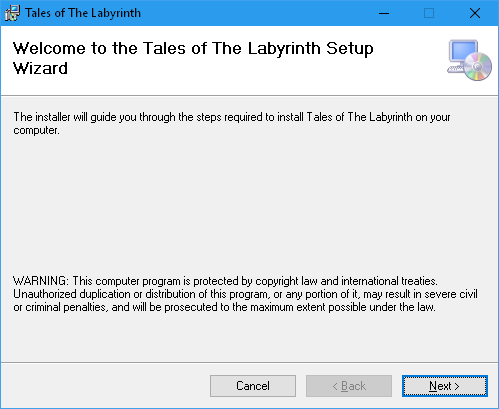 Tales of The Labyrinth
Welcome to the Tales of The Labyrinth Setup
Wizard
The installer will guide you through the steps required to install Tales of The Labyrinth on your
computer.
WARNING: This computer program is protected by copyright law and international treaties.
Unauthorized duplication or distribution of this program, or any portion of it, may result in severe civil
or criminal penalties, and will be prosecuted to the maximum extent possible under the law.
Cancel
< Back
Next >